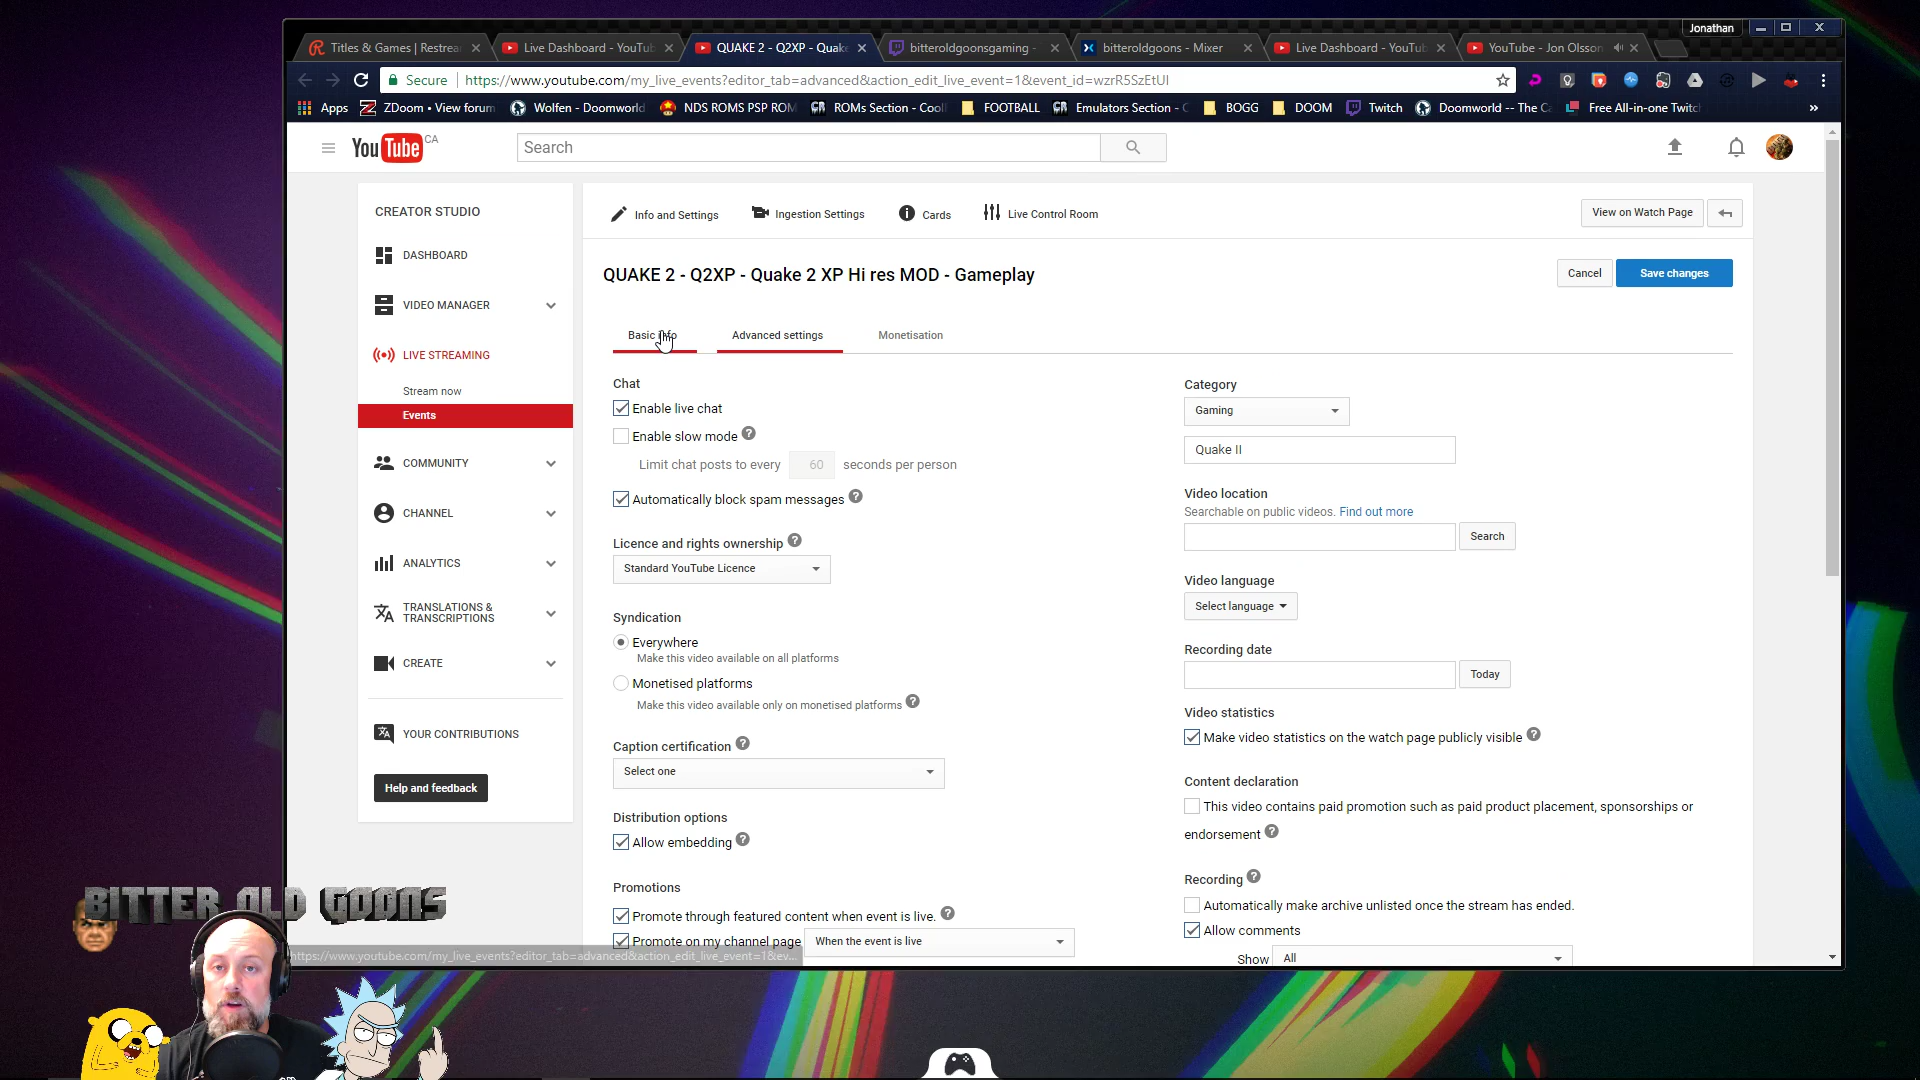 Jonathan
Titles & Games | Restrea
Live Dashboard - YouTub
QUAKE 2 - Q2XP - Quake
bitteroldgoonsgaming -
bitteroldgoons - Mixer
Live Dashboard - YouTub
YouTube - Jon Olsson
Secure https://www.youtube.com/my_live_events?editor_tab=advanced&action_edit_live_event=1&event_id=wzrR5SzEtUI
Apps ZDoom • View forum Wolfen - Doomworld NDS ROMS PSP ROM ROMs Section - Cool FOOTBALL Emulators Section - C BOGG DOOM Twitch Doomworld -- The Ca Free All-in-one Twitc »
YouTube CA
Search
CREATOR STUDIO
DASHBOARD
VIDEO MANAGER
LIVE STREAMING
Stream now
Events
COMMUNITY
CHANNEL
ANALYTICS
TRANSLATIONS &
TRANSCRIPTIONS
CREATE
YOUR CONTRIBUTIONS
Help and feedback
Info and Settings Ingestion Settings Cards Live Control Room View on Watch Page
QUAKE 2 - Q2XP - Quake 2 XP Hi res MOD - Gameplay
Cancel Save changes
Basic info Advanced settings Monetisation
Chat
Enable live chat
Enable slow mode
Limit chat posts to every 60 seconds per person
Automatically block spam messages
Licence and rights ownership
Standard YouTube Licence
Syndication
Everywhere
Make this video available on all platforms
Monetised platforms
Make this video available only on monetised platforms
Caption certification
Select one
Distribution options
Allow embedding
Promotions
Promote through featured content when event is live.
Promote on my channel page When the event is live
Category
Gaming
Quake II
Video location
Searchable on public videos. Find out more
Search
Video language
Select language
Recording date
Today
Video statistics
Make video statistics on the watch page publicly visible
Content declaration
This video contains paid promotion such as paid product placement, sponsorships or
endorsement
Recording
Automatically make archive unlisted once the stream has ended.
Allow comments
Show All
https://www.youtube.com/my_live_events?editor_tab=advanced&action_edit_live_event=1&ev...
BITTER OLD GOONS